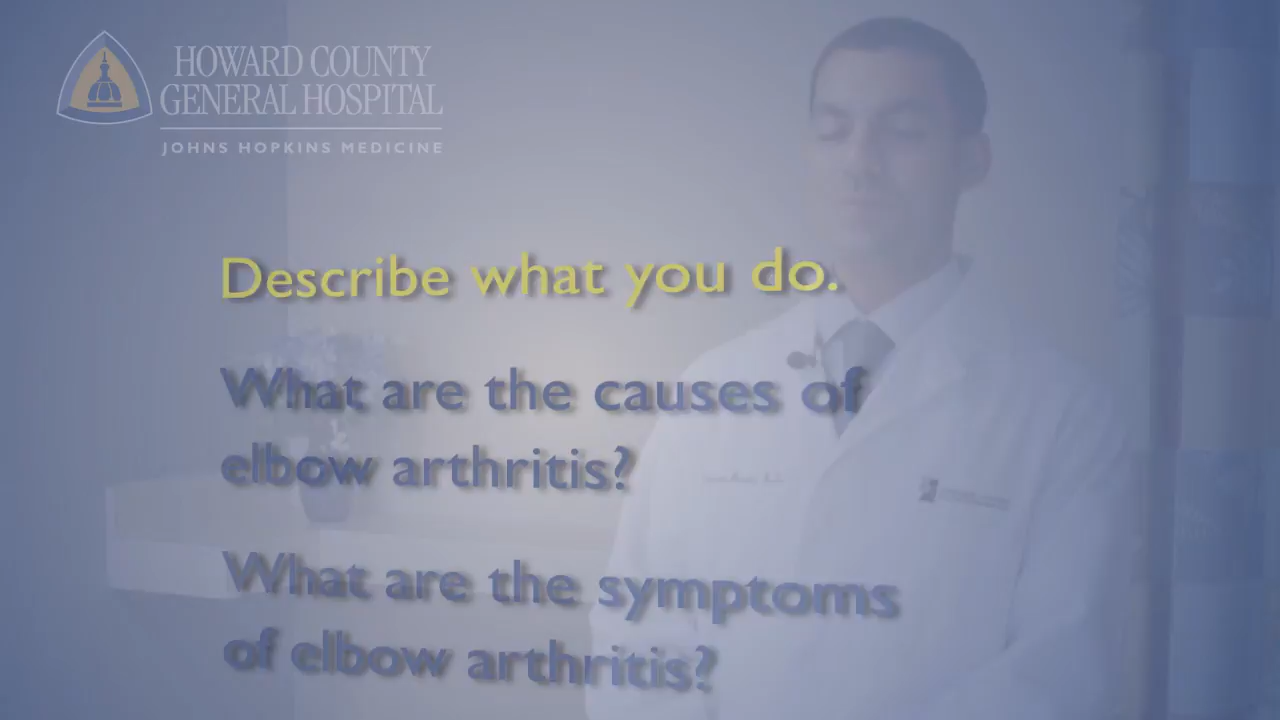 HOWARD COUNTY
GENERAL HOSPITAL
JOHNS HOPKINS MEDICINE
Describe what you do.
What are the causes of
elbow arthritis?
What are the symptoms
of elbow arthritis?